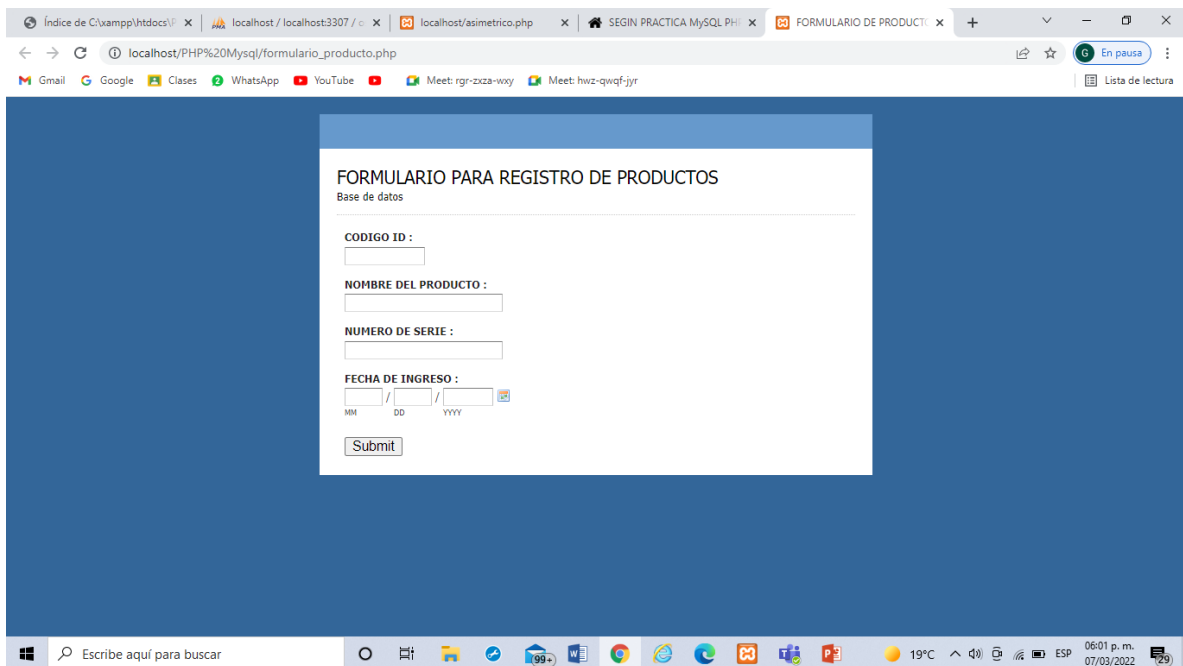 Índice de C:\xampp\htdocs\P
localhost / localhost:3307 /
localhost/asimetrico.php
SEGIN PRACTICA MySQL PH
FORMULARIO DE PRODUCT
localhost/PHP%20Mysql/formulario_producto.php
G En pausa
Gmail
Google
Clases
WhatsApp
YouTube
Meet: rgr-zxza-wxy
Meet: hwz-qwqf-jyr
Lista de lectura
FORMULARIO PARA REGISTRO DE PRODUCTOS
Base de datos
CODIGO ID :
NOMBRE DEL PRODUCTO :
NUMERO DE SERIE :
FECHA DE INGRESO :
/ /
MM DD YYYY
Submit
Escribe aquí para buscar
99+
19°C
ESP
06:01 p. m.
07/03/2022
29